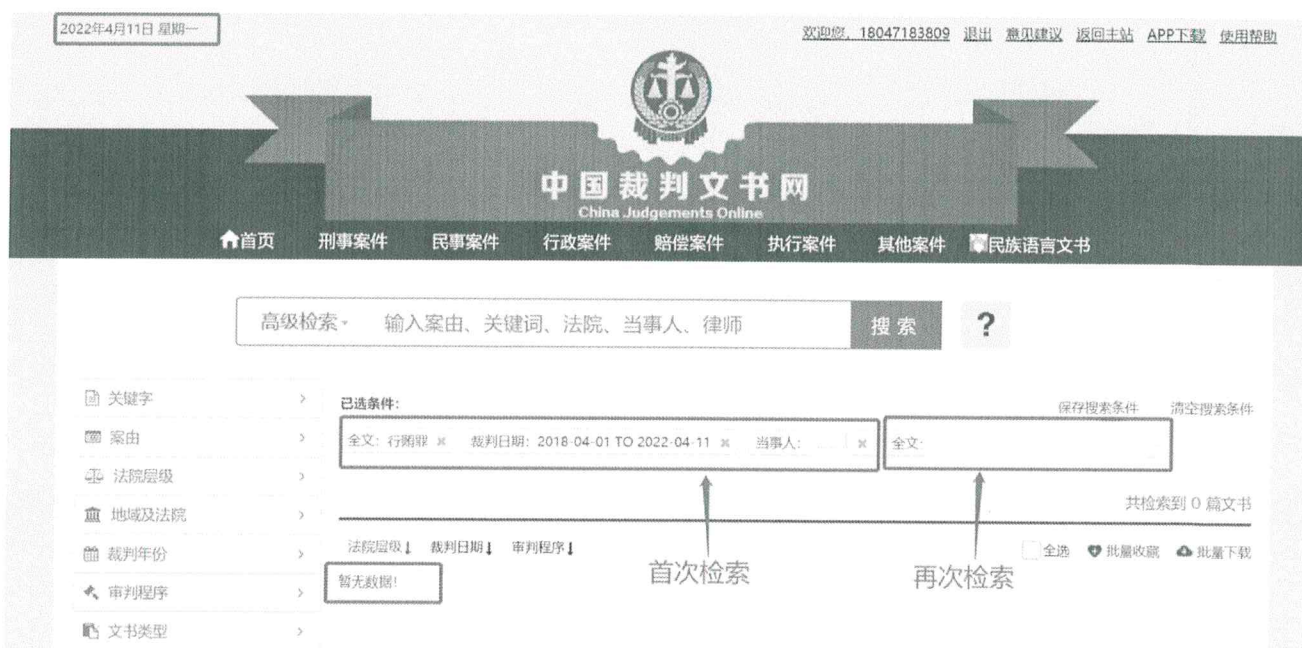 2022年4月11日 星期一
欢迎您，18047183809 退出 意见建议 返回主站 APP下载 使用帮助
中国裁判文书网
China Judgements Online
首页 刑事案件 民事案件 行政案件 赔偿案件 执行案件 其他案件 民族语言文书
高级检索 输入案由、关键词、法院、当事人、律师 搜索 ?
关键字
案由
法院层级
地域及法院
裁判年份
审判程序
文书类型
已选条件：
保存搜索条件 清空搜索条件
全文：行贿罪 × 裁判日期：2018-04-01 TO 2022-04-11 × 当事人： × 全文：
共检索到 0 篇文书
法院层级 裁判日期 审判程序
全选 批量收藏 批量下载
暂无数据!
首次检索
再次检索